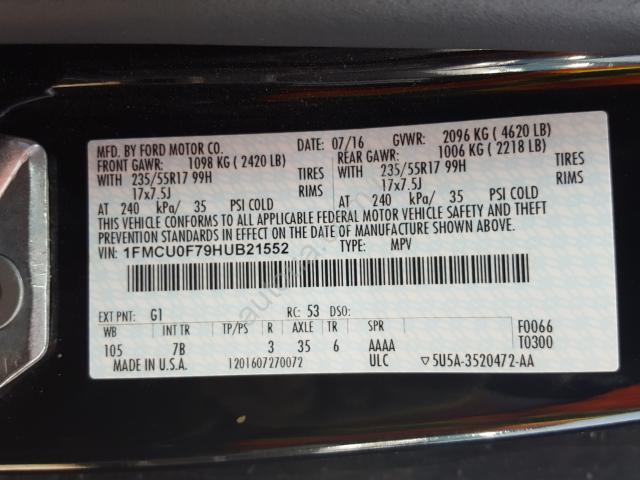 MFD. BY FORD MOTOR CO. DATE: 07/16 GVWR: 2096 KG ( 4620 LB)
FRONT GAWR: 1098 KG ( 2420 LB) REAR GAWR: 1006 KG ( 2218 LB)
WITH 235/55R17 99H TIRES WITH 235/55R17 99H TIRES
17x7.5J RIMS 17x7.5J RIMS
AT 240 kPa/ 35 PSI COLD AT 240 kPa/ 35 PSI COLD
THIS VEHICLE CONFORMS TO ALL APPLICABLE FEDERAL MOTOR VEHICLE SAFETY AND THEFT
PREVENTION STANDARDS IN EFFECT ON THE DATE OF MANUFACTURE SHOWN ABOVE.
VIN: 1FMCU0F79HUB21552 TYPE: MPV
EXT PNT: G1 RC: 53 DSO:
WB INT TR TP/PS R AXLE TR SPR F0066
105 7B 3 35 6 AAAA T0300
MADE IN U.S.A. 1201607270072 ULC ▽5U5A-3520472-AA